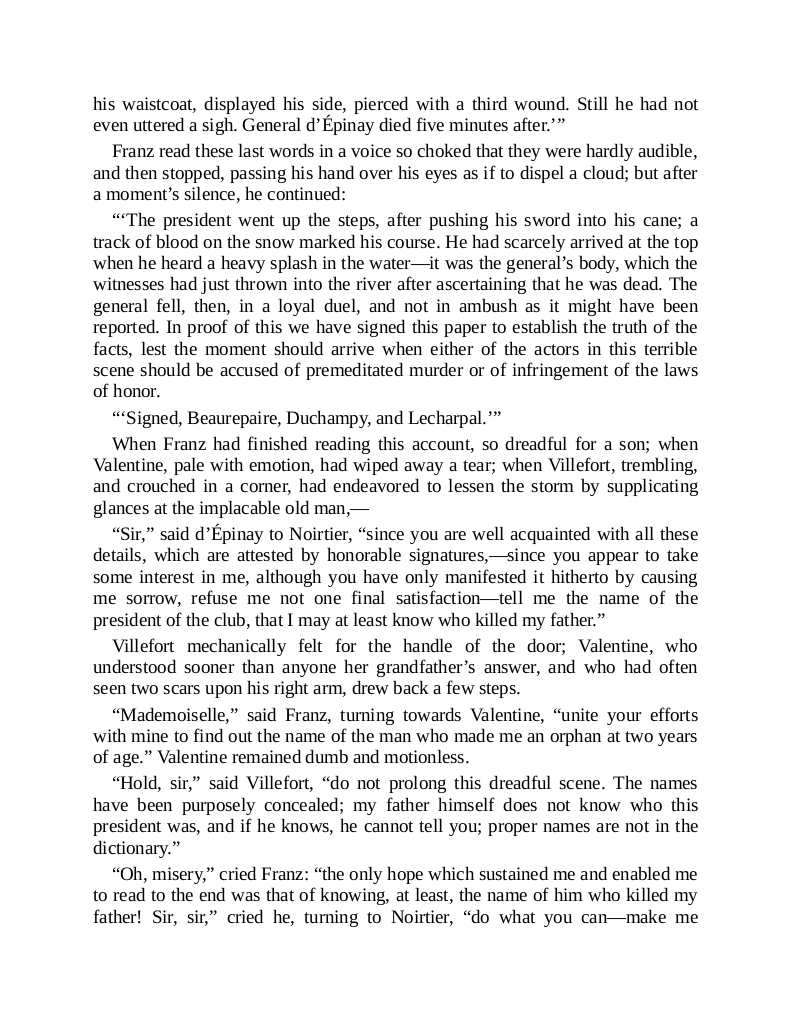 his waistcoat, displayed his side, pierced with a third wound. Still he had not
even uttered a sigh. General d’Épinay died five minutes after.’”
Franz read these last words in a voice so choked that they were hardly audible,
and then stopped, passing his hand over his eyes as if to dispel a cloud; but after
a moment’s silence, he continued:
“‘The president went up the steps, after pushing his sword into his cane; a
track of blood on the snow marked his course. He had scarcely arrived at the top
when he heard a heavy splash in the water—it was the general’s body, which the
witnesses had just thrown into the river after ascertaining that he was dead. The
general fell, then, in a loyal duel, and not in ambush as it might have been
reported. In proof of this we have signed this paper to establish the truth of the
facts, lest the moment should arrive when either of the actors in this terrible
scene should be accused of premeditated murder or of infringement of the laws
of honor.
“‘Signed, Beaurepaire, Duchampy, and Lecharpal.’”
When Franz had finished reading this account, so dreadful for a son; when
Valentine, pale with emotion, had wiped away a tear; when Villefort, trembling,
and crouched in a corner, had endeavored to lessen the storm by supplicating
glances at the implacable old man,—
“Sir,” said d’Épinay to Noirtier, “since you are well acquainted with all these
details, which are attested by honorable signatures,—since you appear to take
some interest in me, although you have only manifested it hitherto by causing
me sorrow, refuse me not one final satisfaction—tell me the name of the
president of the club, that I may at least know who killed my father.”
Villefort mechanically felt for the handle of the door; Valentine, who
understood sooner than anyone her grandfather’s answer, and who had often
seen two scars upon his right arm, drew back a few steps.
“Mademoiselle,” said Franz, turning towards Valentine, “unite your efforts
with mine to find out the name of the man who made me an orphan at two years
of age.” Valentine remained dumb and motionless.
“Hold, sir,” said Villefort, “do not prolong this dreadful scene. The names
have been purposely concealed; my father himself does not know who this
president was, and if he knows, he cannot tell you; proper names are not in the
dictionary.”
“Oh, misery,” cried Franz: “the only hope which sustained me and enabled me
to read to the end was that of knowing, at least, the name of him who killed my
father! Sir, sir,” cried he, turning to Noirtier, “do what you can—make me